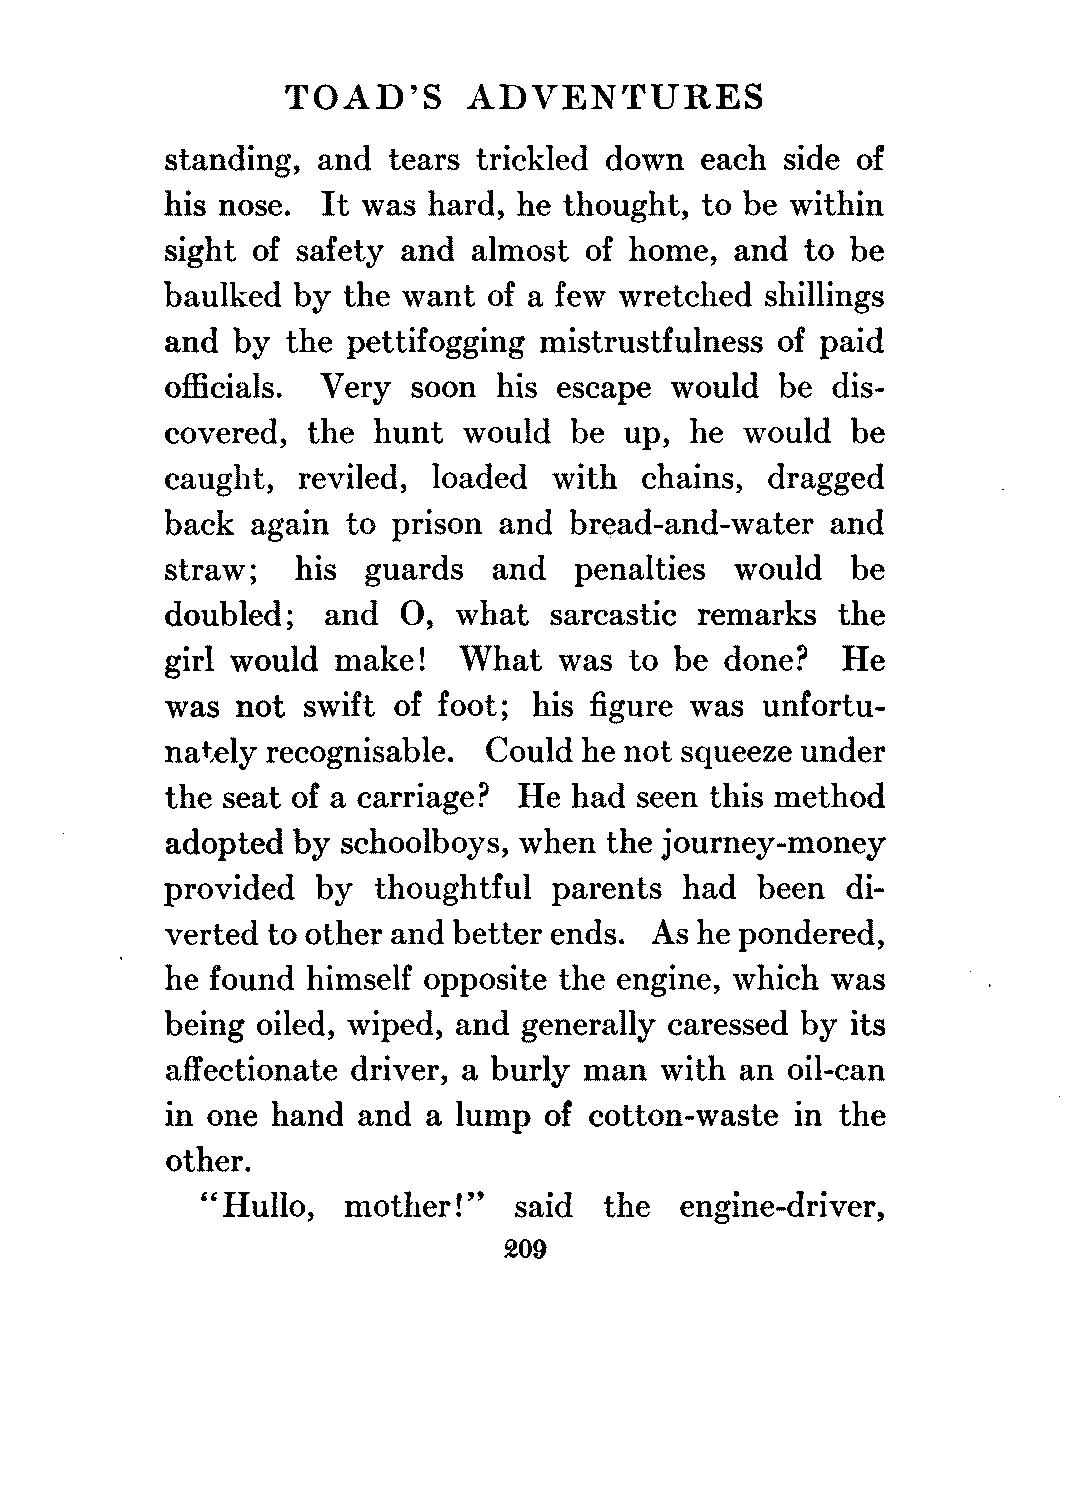 TOAD'S ADVENTURES
standing, and tears trickled down each side of
his nose. It was hard, he thought, to be within
sight of safety and almost of home, and to be
baulked by the want of a few wretched shillings
and by the pettifogging mistrustfulness of paid
officials. Very soon his escape would be dis-
covered, the hunt would be up, he would be
caught, reviled, loaded with chains, dragged
back again to prison and bread-and-water and
straw; his guards and penalties would be
doubled; and O, what sarcastic remarks the
girl would make! What was to be done? He
was not swift of foot; his figure was unfortu-
nately recognisable. Could he not squeeze under
the seat of a carriage? He had seen this method
adopted by schoolboys, when the journey-money
provided by thoughtful parents had been di-
verted to other and better ends. As he pondered,
he found himself opposite the engine, which was
being oiled, wiped, and generally caressed by its
affectionate driver, a burly man with an oil-can
in one hand and a lump of cotton-waste in the
other.
"Hullo, mother!" said the engine-driver,
209